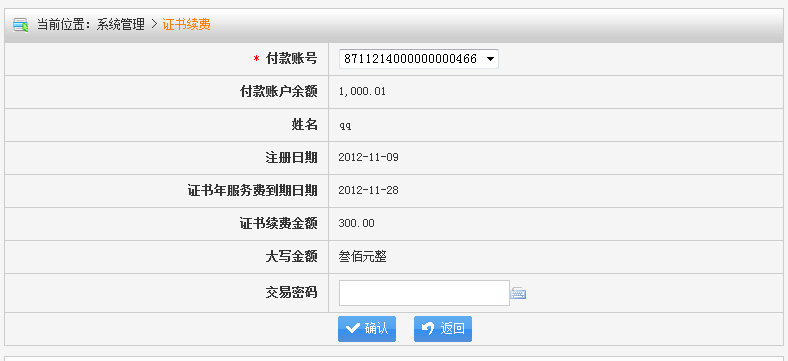 当前位置：系统管理 > 证书续费
* 付款账号 8711214000000000466
付款账户余额 1,000.01
姓名 qq
注册日期 2012-11-09
证书年服务费到期日期 2012-11-28
证书续费金额 300.00
大写金额 叁佰元整
交易密码
确认 返回